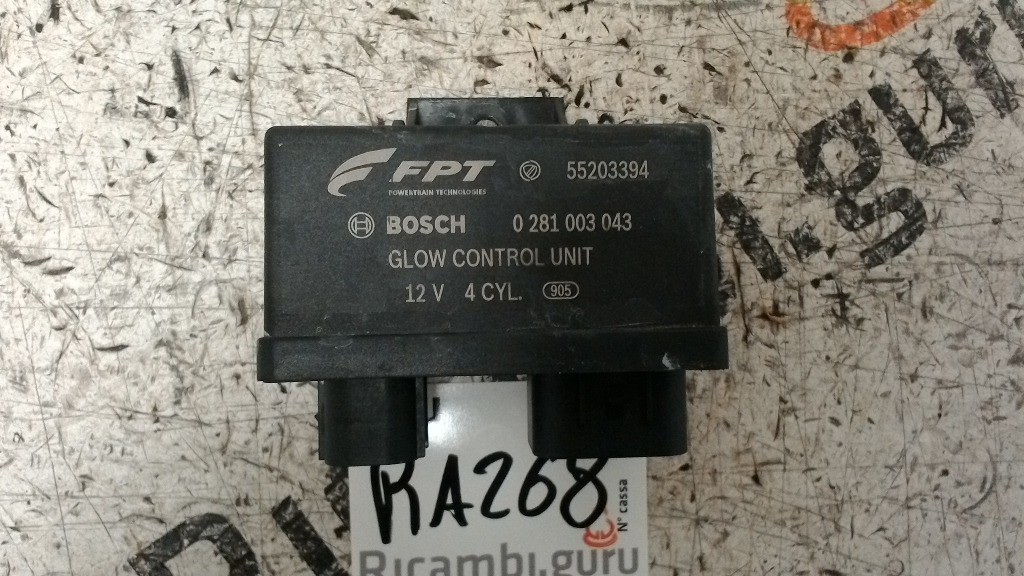 FPT 55203394
POWERTRAIN TECHNOLOGIES
BOSCH 0 281 003 043
GLOW CONTROL UNIT
12 V 4 CYL. 905
RA268
N° cassa
Ricambi.guru